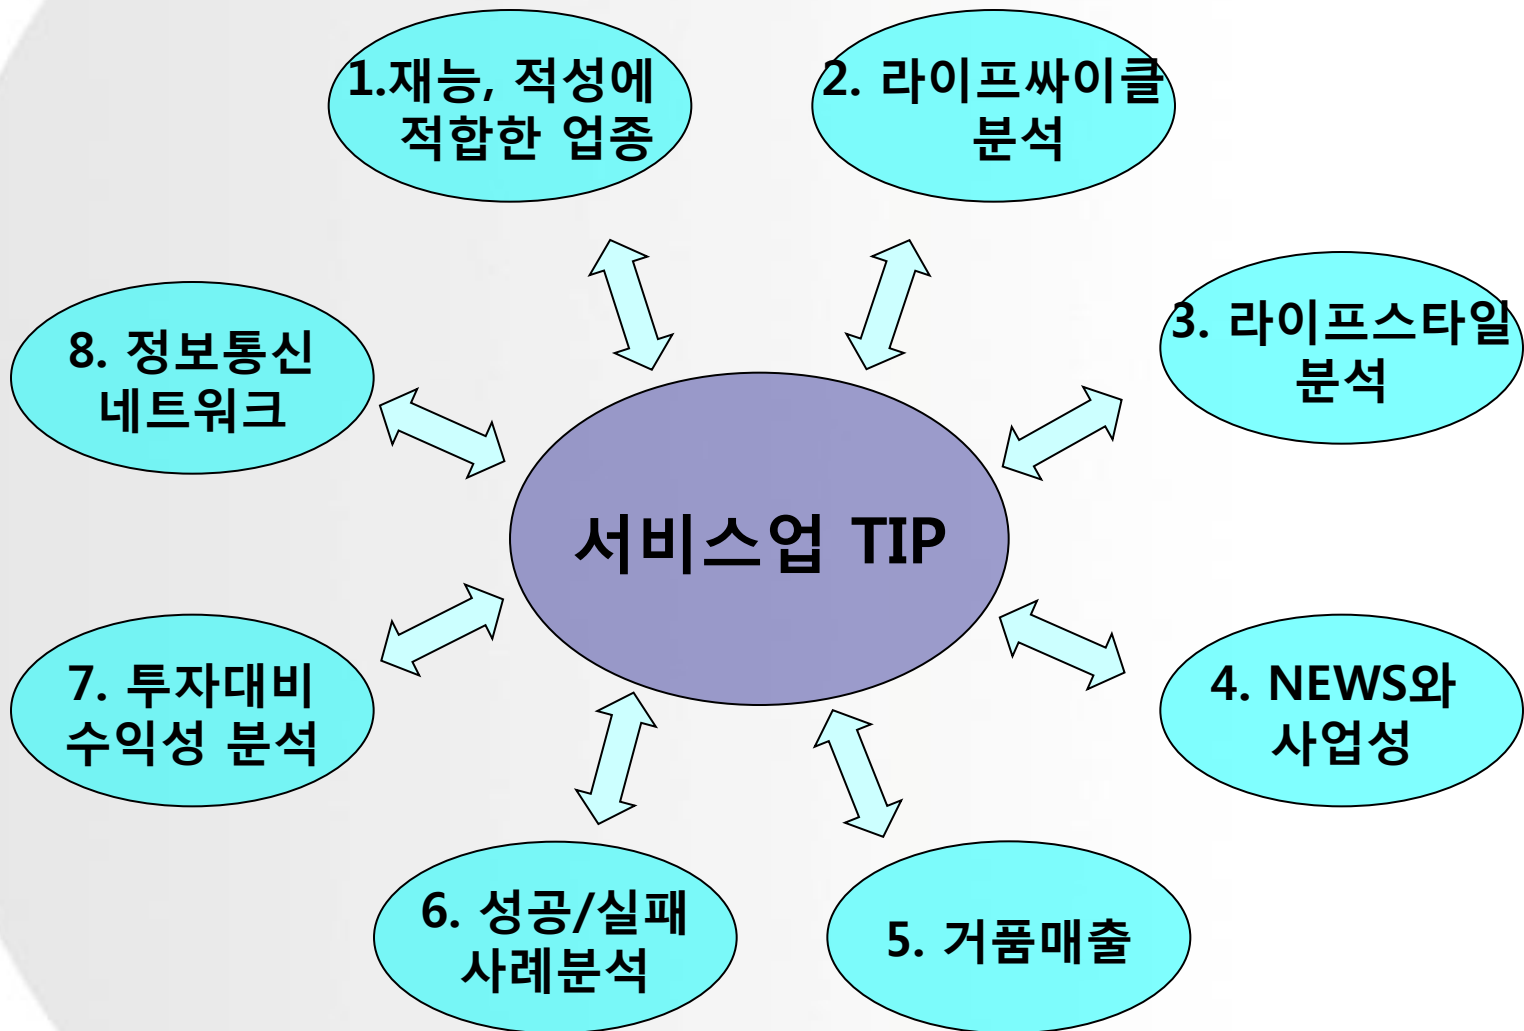 1.재능, 적성에
적합한 업종
2. 라이프싸이클
분석
3. 라이프스타일
분석
8. 정보통신
네트워크
서비스업 TIP
7. 투자대비
수익성 분석
4. NEWS와
사업성
6. 성공/실패
사례분석
5. 거품매출